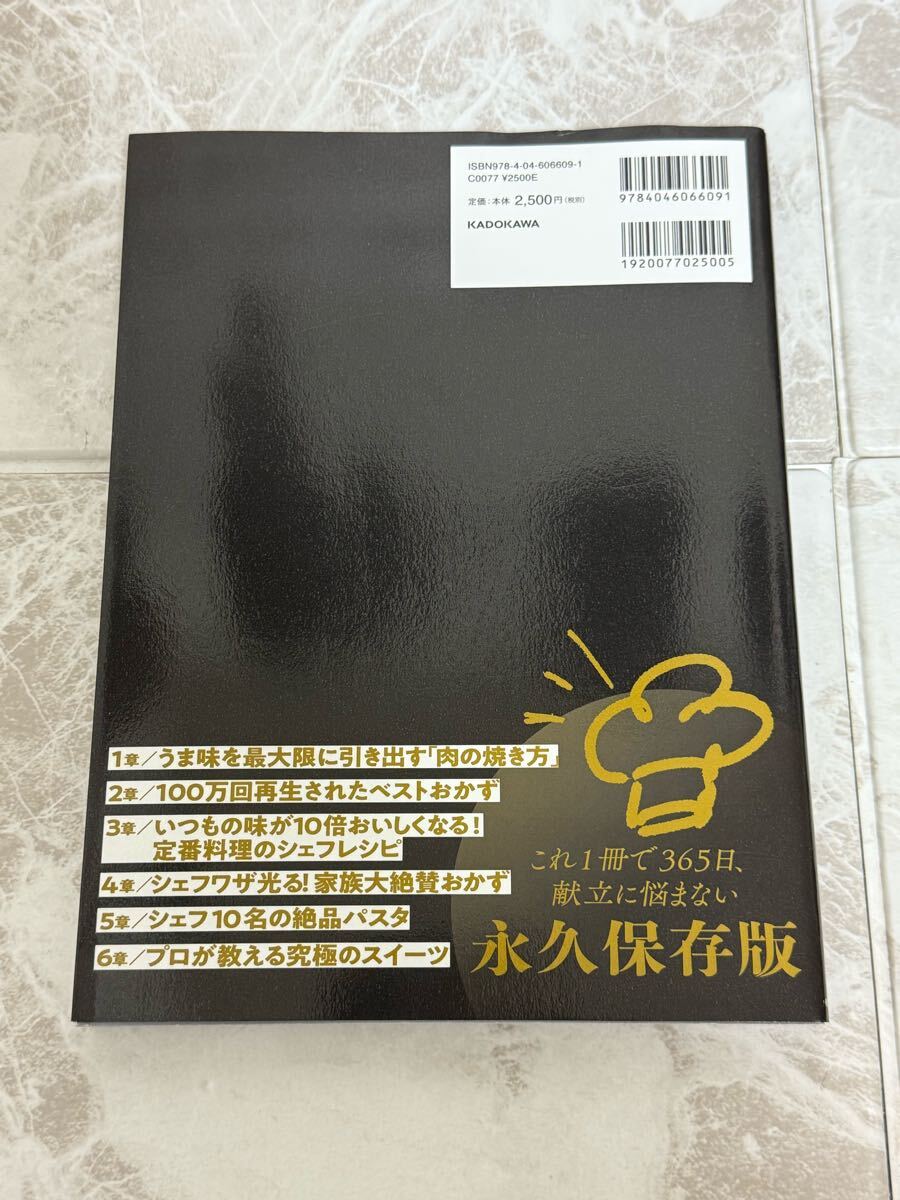 ISBN978-4-04-606609-1
C0077 ¥2500E
定価:本体 2,500円(税別)
KADOKAWA
9784046066091
1920077025005
1章/うま味を最大限に引き出す「肉の焼き方」
2章/100万回再生されたベストおかず
3章/いつもの味が10倍おいしくなる!
定番料理のシェフレシピ
4章/シェフワザ光る!家族大絶賛おかず
5章/シェフ10名の絶品パスタ
6章/プロが教える究極のスイーツ
これ1冊で365日、
献立に悩まない
永久保存版